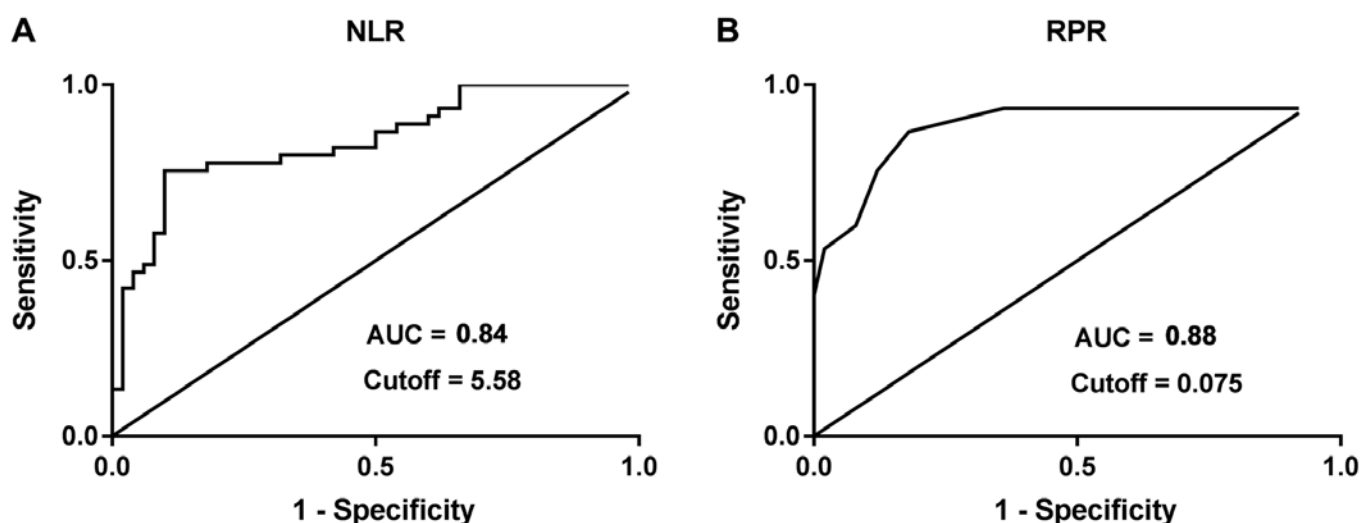 A
NLR
1.0
0.5
0.0
Sensitivity
AUC = 0.84
Cutoff = 5.58
0.0
0.5
1.0
1 - Specificity
B
RPR
1.0
0.5
0.0
Sensitivity
AUC = 0.88
Cutoff = 0.075
0.0
0.5
1.0
1 - Specificity